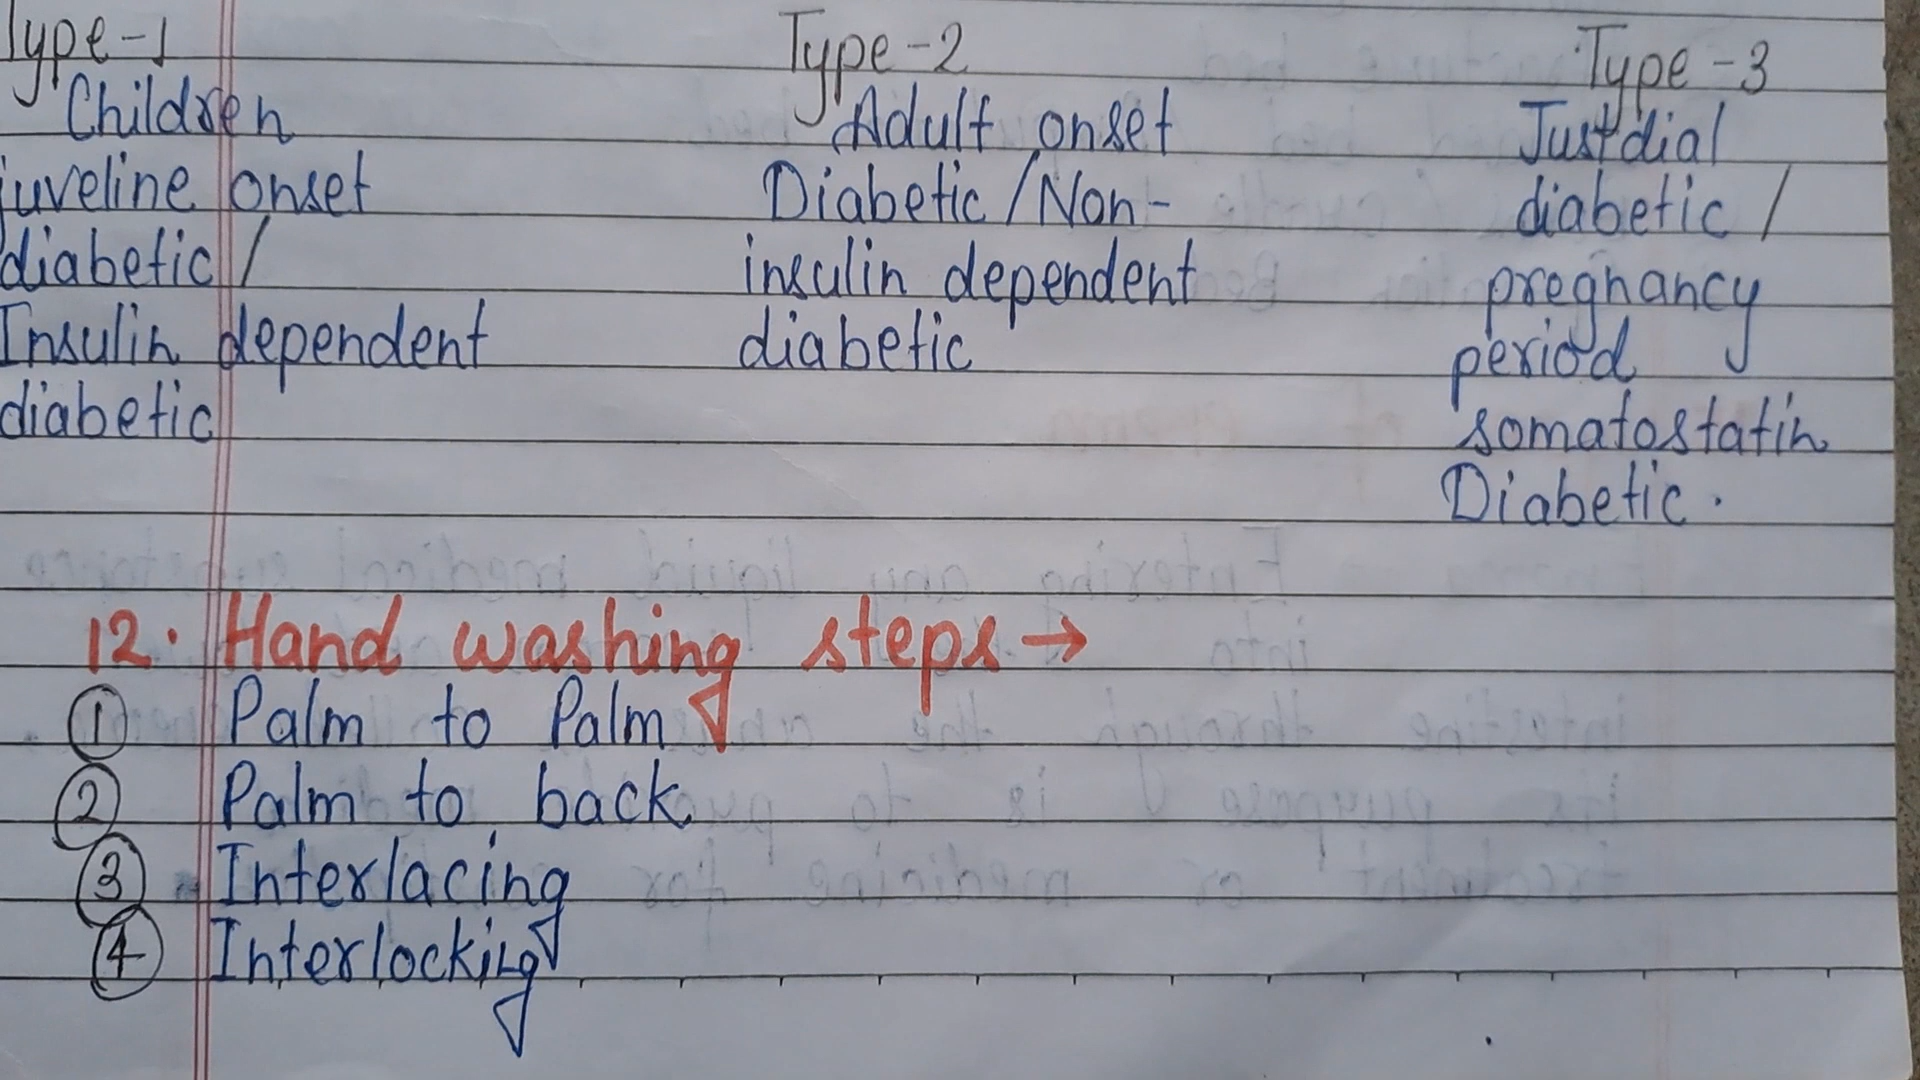 Type-1
Children
juveline onset
diabetic /
Insulin dependent
diabetic
Type-2
Adult onset
Diabetic / Non-
insulin dependent
diabetic
Type-3
Justdial
diabetic /
pregnancy
period
somatostatin
Diabetic.
12. Hand washing steps →
① Palm to Palm
② Palm to back
③ Interlacing
④ Interlocking